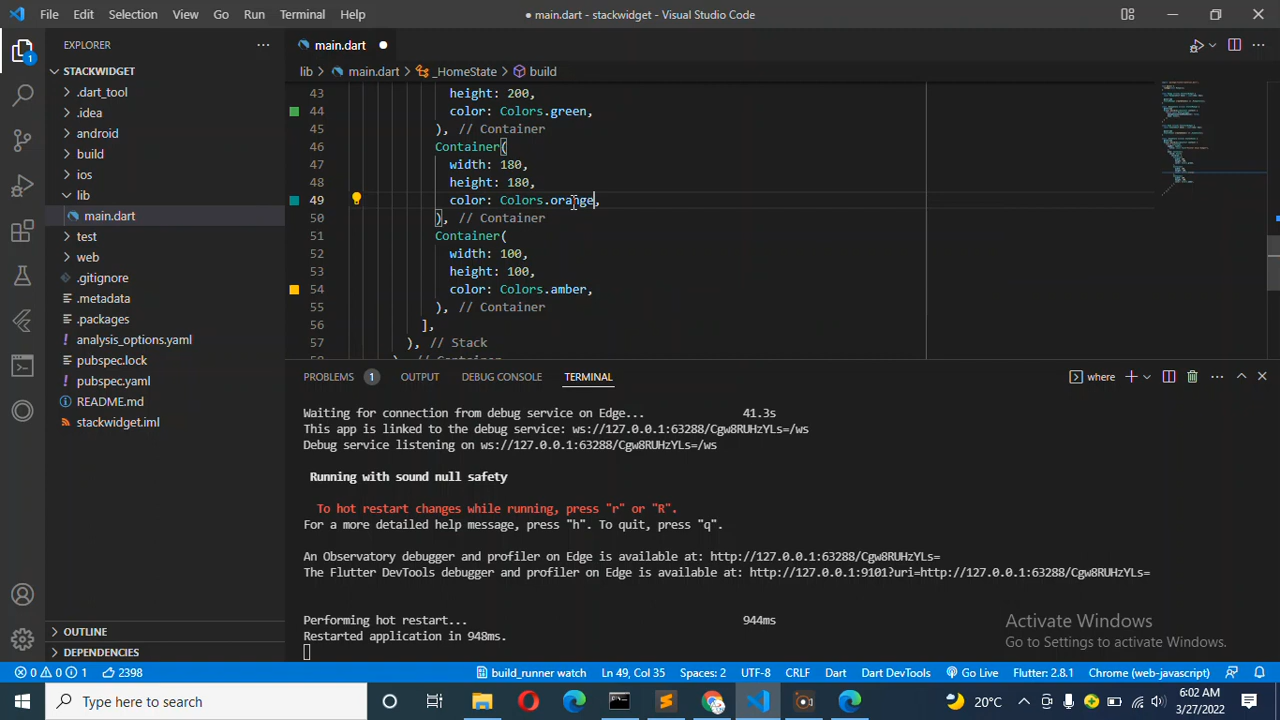 File Edit Selection View Go Run Terminal Help
● main.dart - stackwidget - Visual Studio Code
EXPLORER
1
STACKWIDGET
.dart_tool
.idea
android
build
ios
lib
main.dart
test
web
.gitignore
.metadata
.packages
! analysis_options.yaml
pubspec.lock
! pubspec.yaml
README.md
stackwidget.iml
OUTLINE
DEPENDENCIES
main.dart ●
lib > main.dart > _HomeState > build
43 height: 200,
44 color: Colors.green,
45 ), // Container
46 Container(
47 width: 180,
48 height: 180,
49 color: Colors.orange,
50 ), // Container
51 Container(
52 width: 100,
53 height: 100,
54 color: Colors.amber,
55 ), // Container
56 ],
57 ), // Stack
58 ), // Container
PROBLEMS 1 OUTPUT DEBUG CONSOLE TERMINAL
where
Waiting for connection from debug service on Edge... 41.3s
This app is linked to the debug service: ws://127.0.0.1:63288/Cgw8RUHzYLs=/ws
Debug service listening on ws://127.0.0.1:63288/Cgw8RUHzYLs=/ws
Running with sound null safety
To hot restart changes while running, press "r" or "R".
For a more detailed help message, press "h". To quit, press "q".
An Observatory debugger and profiler on Edge is available at: http://127.0.0.1:63288/Cgw8RUHzYLs=
The Flutter DevTools debugger and profiler on Edge is available at: http://127.0.0.1:9101?uri=http://127.0.0.1:63288/Cgw8RUHzYLs=
Performing hot restart... 944ms
Restarted application in 948ms.
Activate Windows
Go to Settings to activate Windows.
0 0 1 2398 build_runner watch Ln 49, Col 35 Spaces: 2 UTF-8 CRLF Dart Dart DevTools Go Live Flutter: 2.8.1 Chrome (web-javascript)
Type here to search
20°C
6:02 AM
3/27/2022